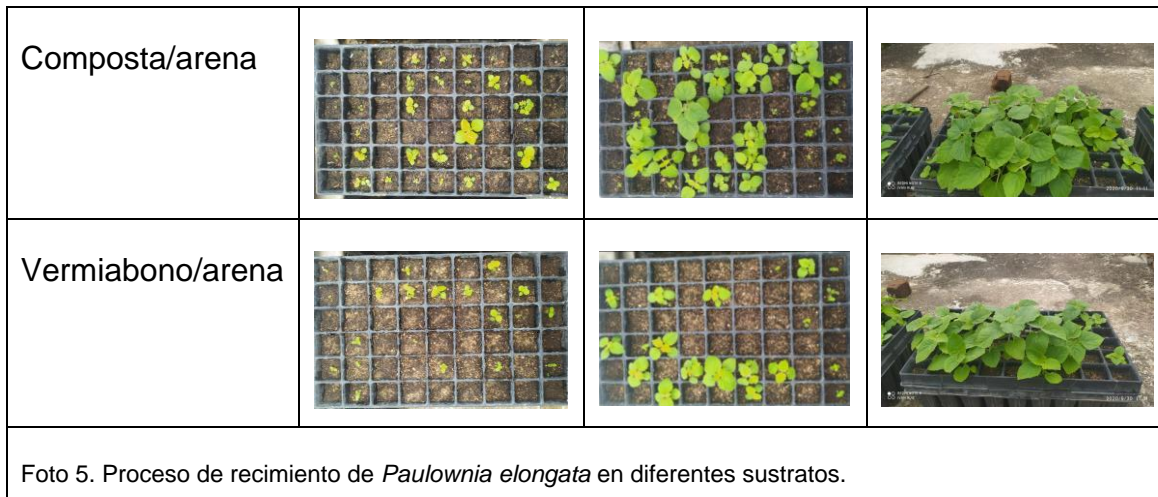 Composta/arena
Vermiabono/arena
Foto 5. Proceso de recimiento de Paulownia elongata en diferentes sustratos.